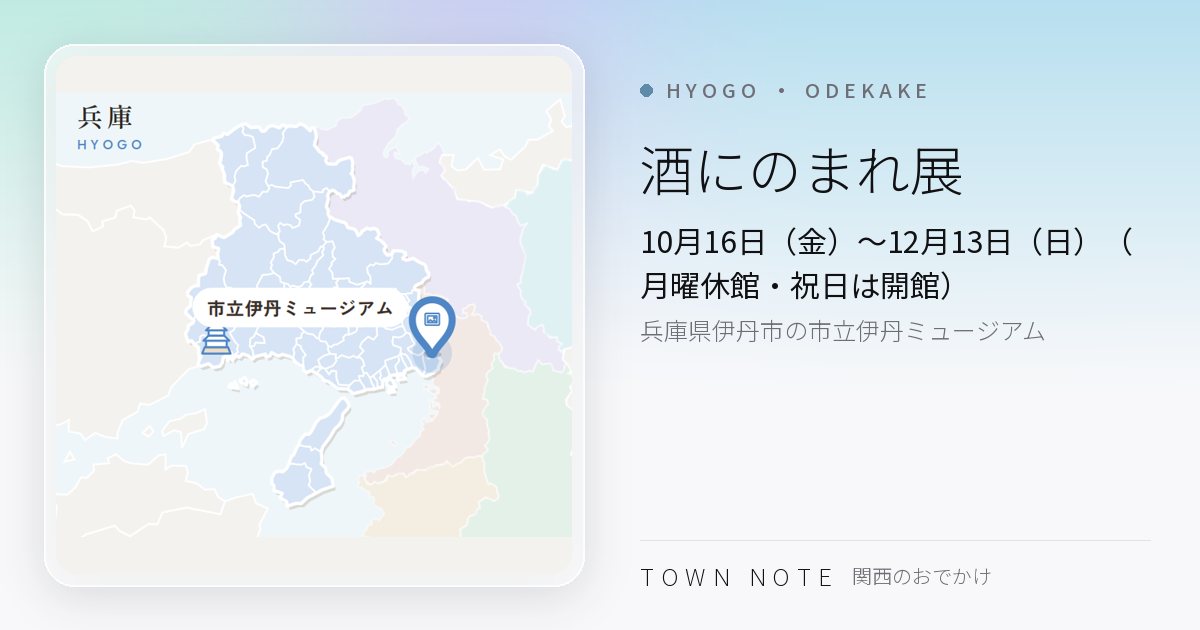 兵庫
HYOGO
市立伊丹ミュージアム
HYOGO・ODEKAKE
酒にのまれ展
10月16日（金）〜12月13日（日）（
月曜休館・祝日は開館）
兵庫県伊丹市の市立伊丹ミュージアム
TOWN NOTE 関西のおでかけ